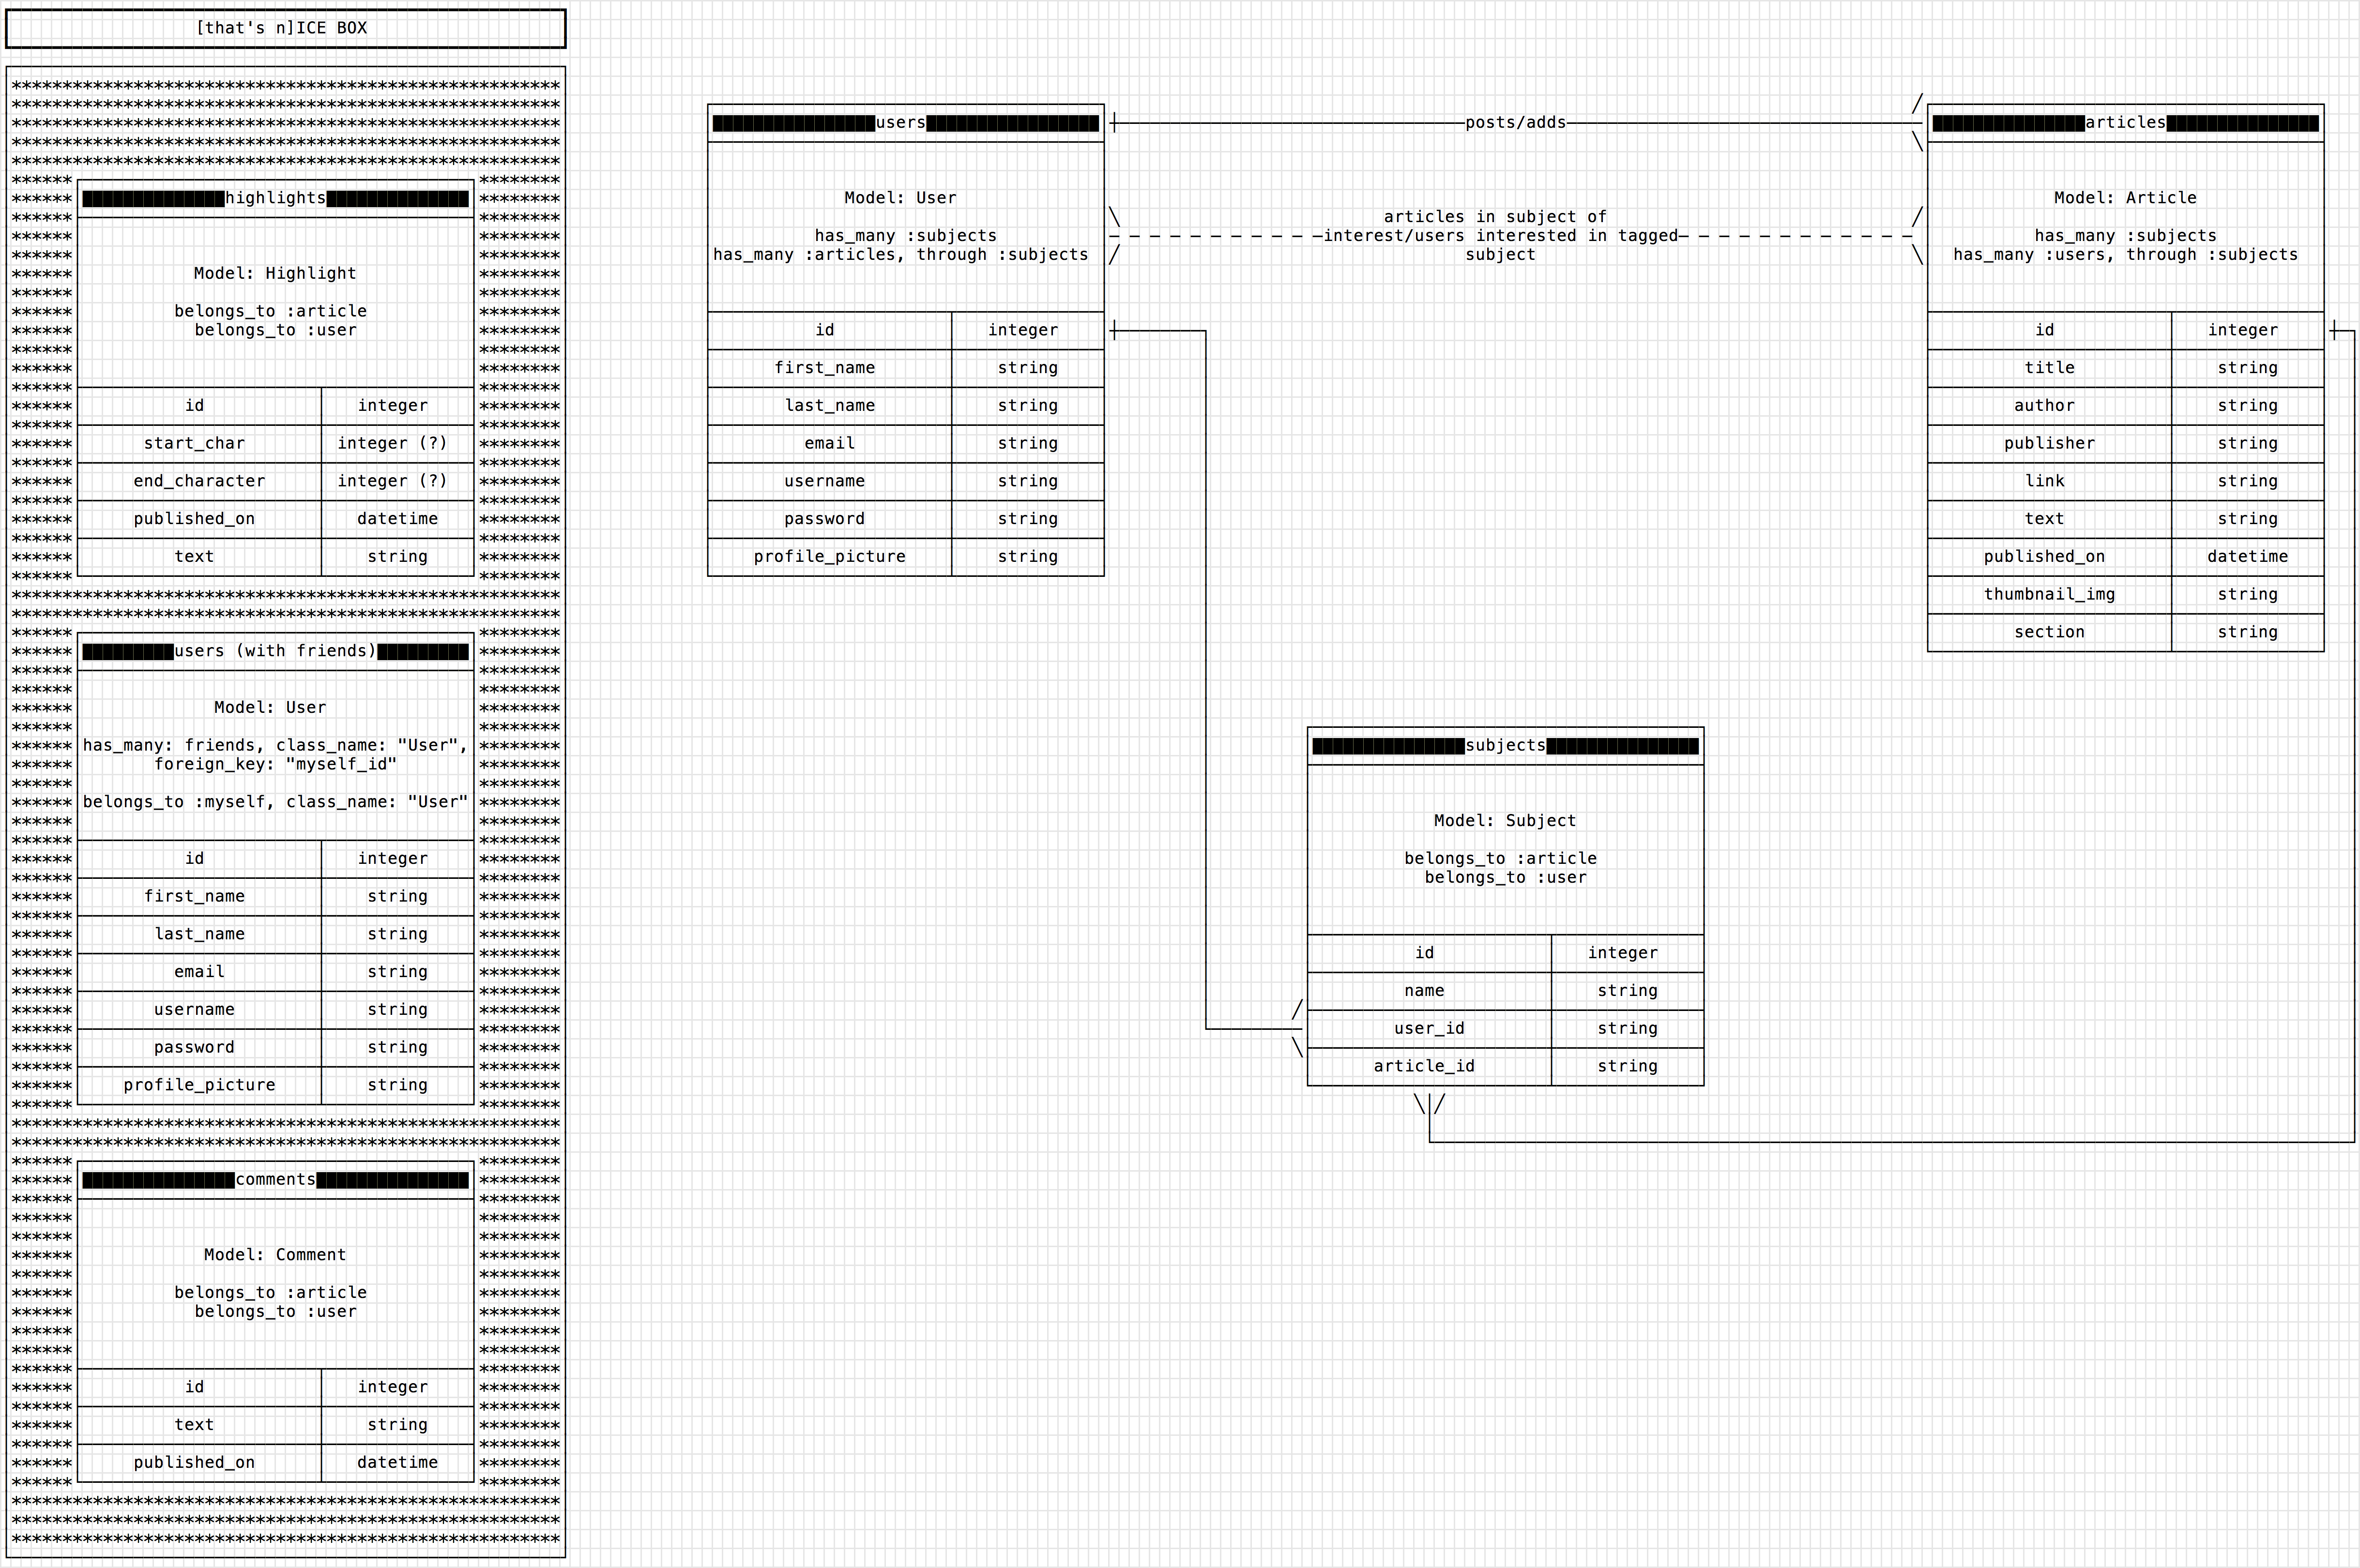 [that's n]ICE BOX
highlights
Model: Highlight
belongs_to :article
belongs_to :user
id integer
start_char integer (?)
end_character integer (?)
published_on datetime
text string
users (with friends)
Model: User
has_many: friends, class_name: "User",
foreign_key: "myself_id"
belongs_to :myself, class_name: "User"
id integer
first_name string
last_name string
email string
username string
password string
profile_picture string
comments
Model: Comment
belongs_to :article
belongs_to :user
id integer
text string
published_on datetime
users
Model: User
has_many :subjects
has_many :articles, through :subjects
id integer
first_name string
last_name string
email string
username string
password string
profile_picture string
posts/adds
articles in subject of
interest/users interested in tagged
subject
articles
Model: Article
has_many :subjects
has_many :users, through :subjects
id integer
title string
author string
publisher string
link string
text string
published_on datetime
thumbnail_img string
section string
subjects
Model: Subject
belongs_to :article
belongs_to :user
id integer
name string
user_id string
article_id string